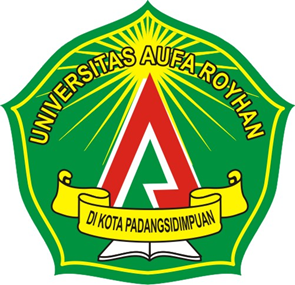 UNIVERSITAS AUFA ROYHAN
DI KOTA PADANGSIDIMPUAN